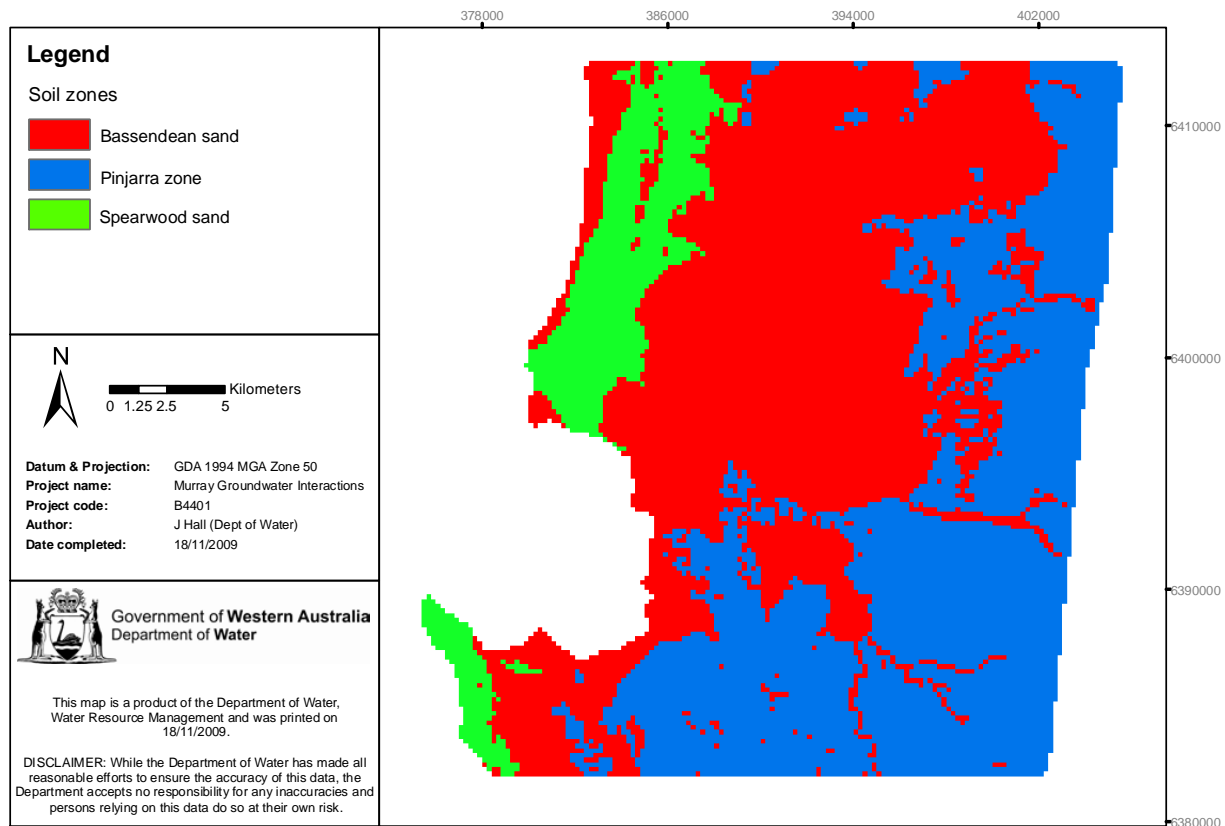 378000 386000 394000 402000
Legend
Soil zones
Bassendean sand
Pinjarra zone
Spearwood sand
6410000
6400000
6390000
6380000
N
Kilometers
0 1.25 2.5 5
Datum & Projection: GDA 1994 MGA Zone 50
Project name: Murray Groundwater Interactions
Project code: B4401
Author: J Hall (Dept of Water)
Date completed: 18/11/2009
Government of Western Australia
Department of Water
This map is a product of the Department of Water,
Water Resource Management and was printed on
18/11/2009.
DISCLAIMER: While the Department of Water has made all
reasonable efforts to ensure the accuracy of this data, the
Department accepts no responsibility for any inaccuracies and
persons relying on this data do so at their own risk.